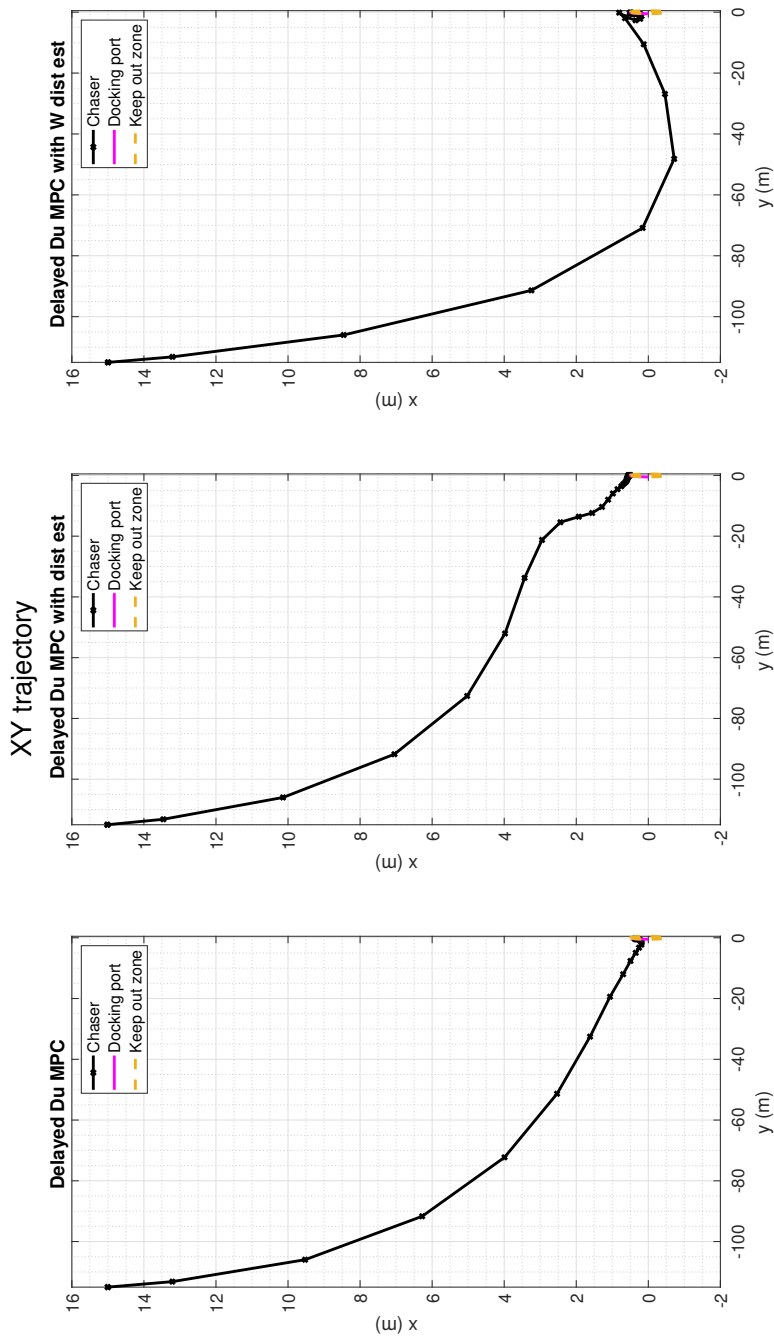 XY trajectory
Delayed Du MPC
Chaser
Docking port
Keep out zone
16
14
12
10
8
6
4
2
0
-2
x (m)
-100
-80
-60
-40
-20
0
y (m)
Delayed Du MPC with dist est
Chaser
Docking port
Keep out zone
16
14
12
10
8
6
4
2
0
-2
x (m)
-100
-80
-60
-40
-20
0
y (m)
Delayed Du MPC with W dist est
Chaser
Docking port
Keep out zone
16
14
12
10
8
6
4
2
0
-2
x (m)
-100
-80
-60
-40
-20
0
y (m)